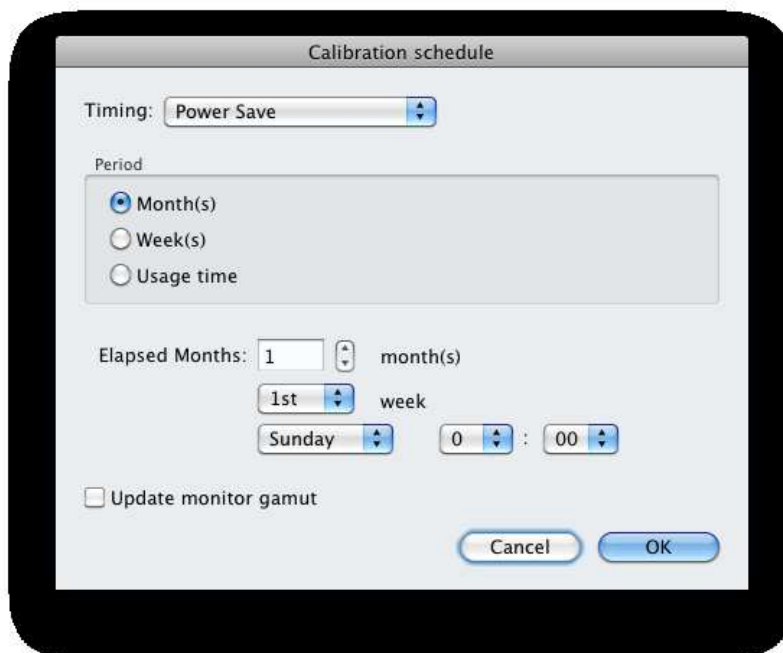 Calibration schedule
Timing: Power Save
Period
Month(s)
Week(s)
Usage time
Elapsed Months: 1 month(s)
1st week
Sunday 0 : 00
Update monitor gamut
Cancel OK